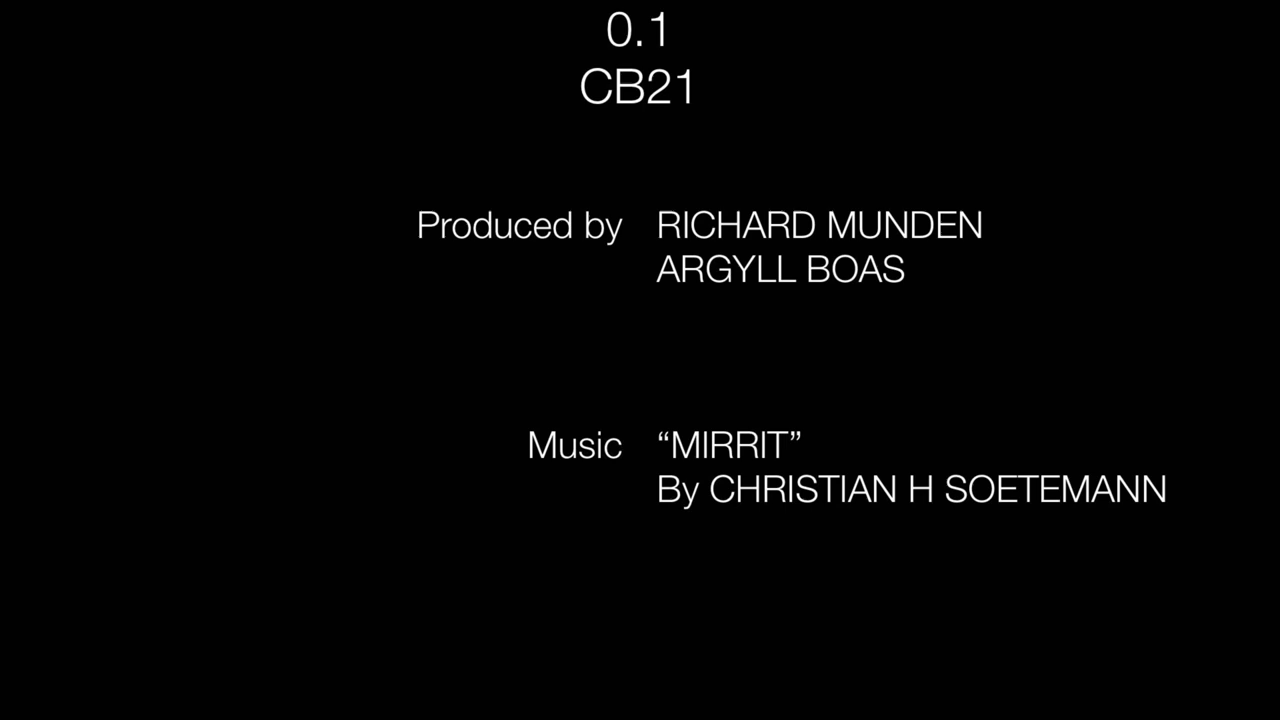 0.1
CB21
Produced by RICHARD MUNDEN
ARGYLL BOAS
Music “MIRRIT”
By CHRISTIAN H SOETEMANN